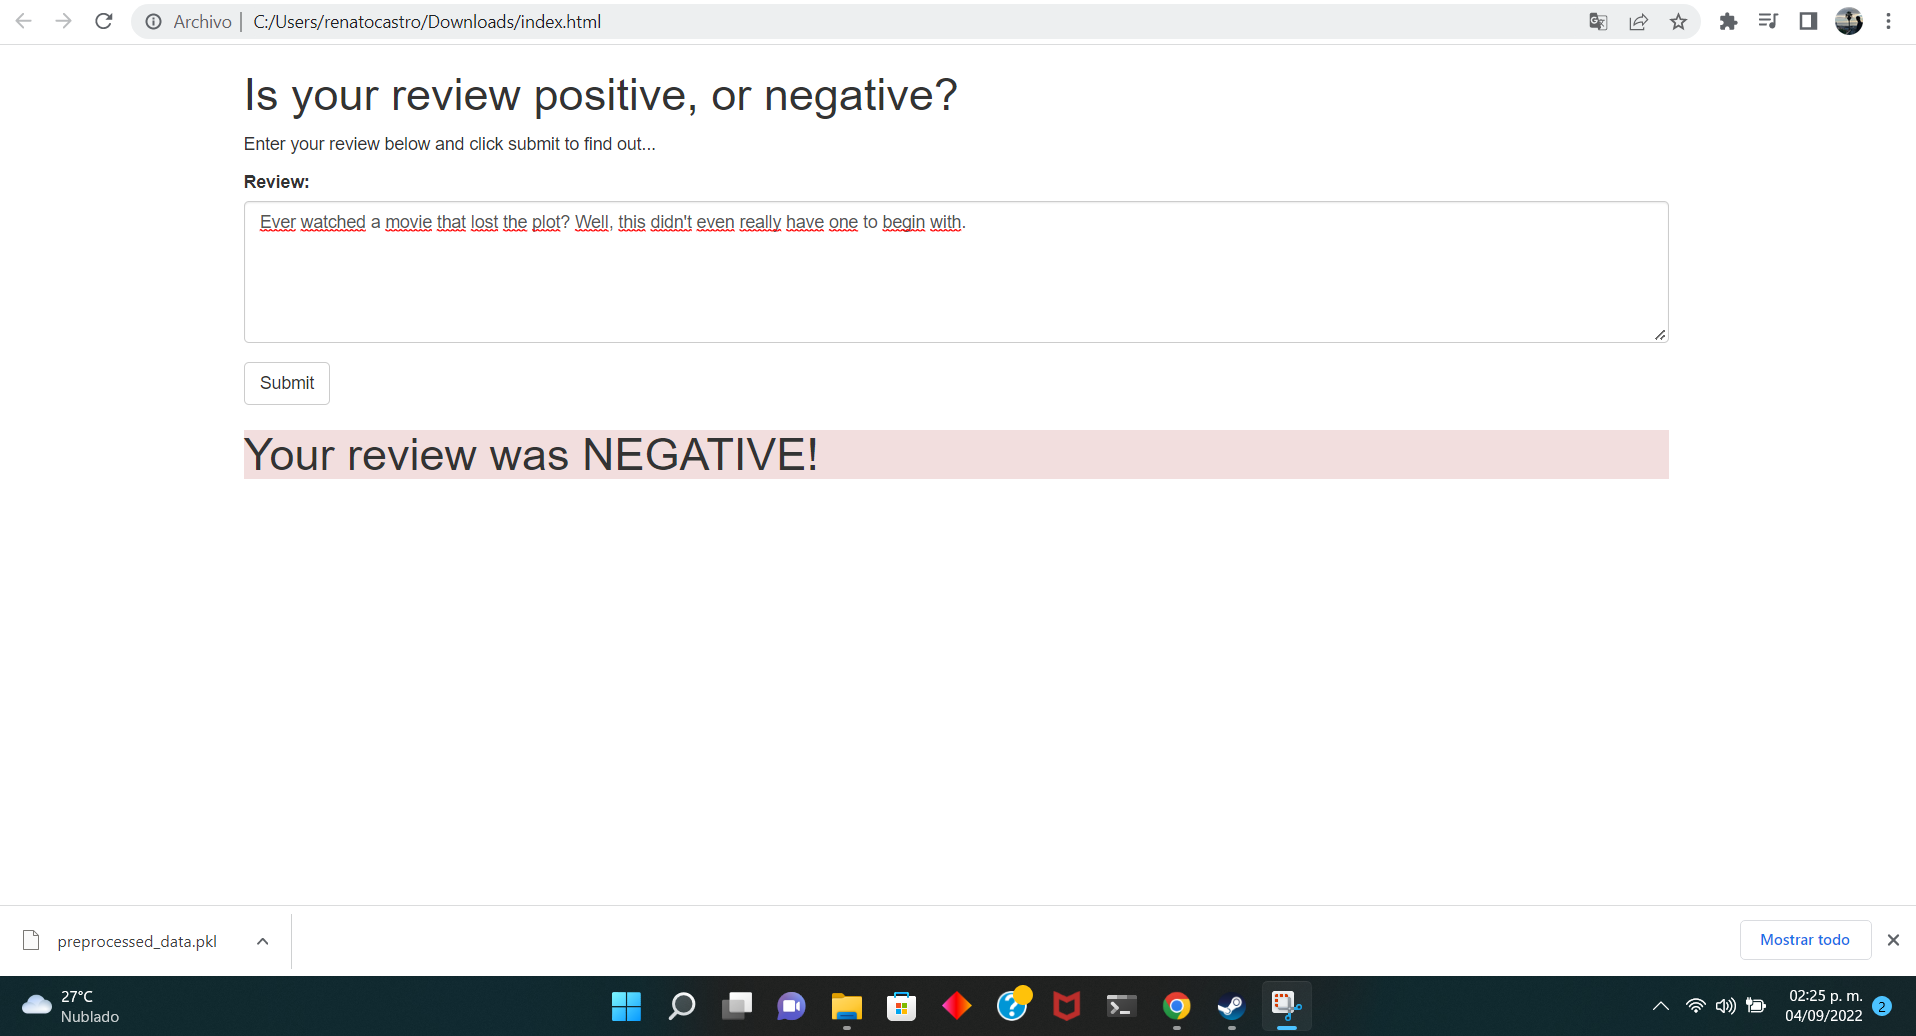 Archivo | C:/Users/renatocastro/Downloads/index.html
Is your review positive, or negative?
Enter your review below and click submit to find out...
Review:
Ever watched a movie that lost the plot? Well, this didn't even really have one to begin with.
Submit
Your review was NEGATIVE!
preprocessed_data.pkl
Mostrar todo
27°C
Nublado
02:25 p. m.
04/09/2022
2